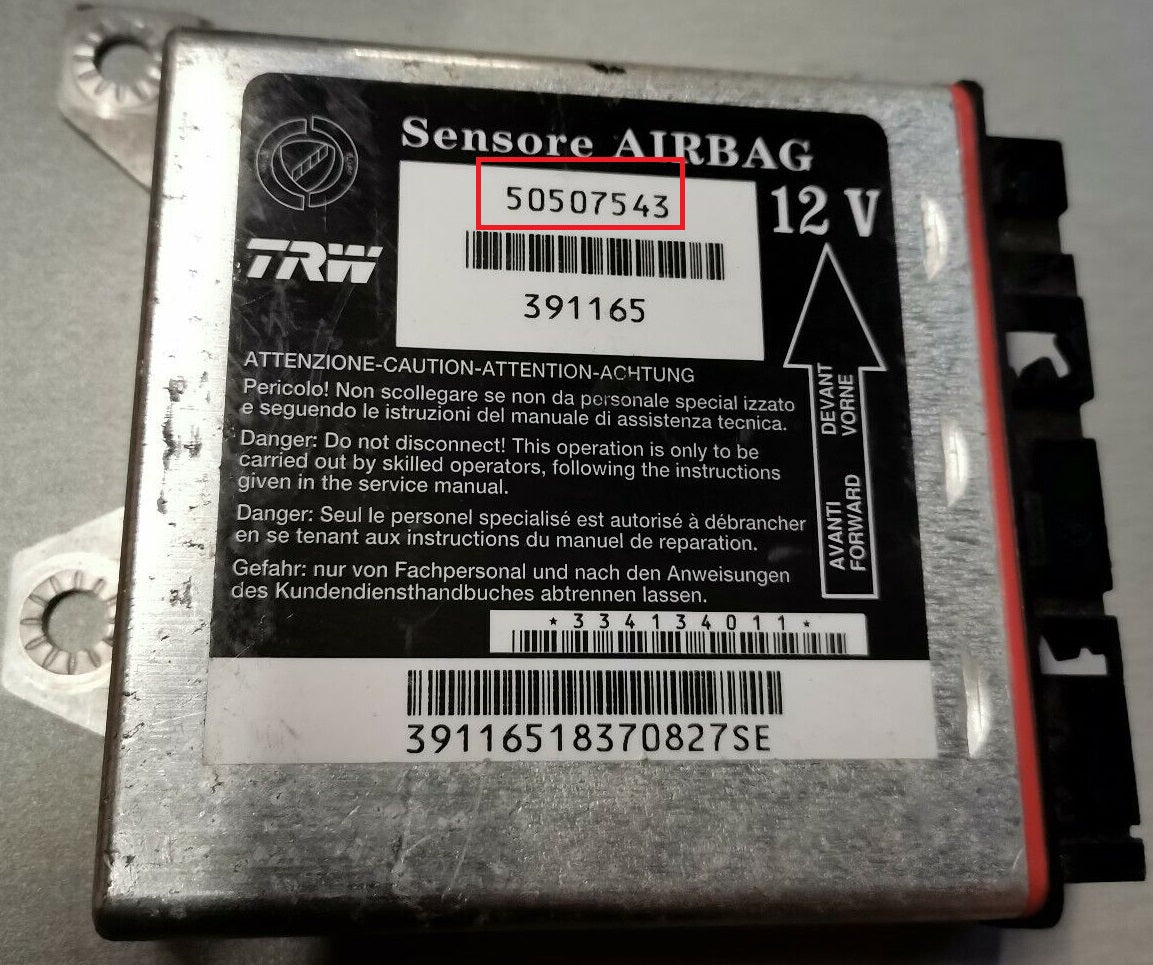 Sensore AIRBAG
50507543
12 V
TRW
391165
ATTENZIONE-CAUTION-ATTENTION-ACHTUNG
Pericolo! Non scollegare se non da personale special izzato
e seguendo le istruzioni del manuale di assistenza tecnica.
Danger: Do not disconnect! This operation is only to be
carried out by skilled operators, following the instructions
given in the service manual.
Danger: Seul le personel specialisé est autorisé à débrancher
en se tenant aux instructions du manuel de reparation.
Gefahr: nur von Fachpersonal und nach den Anweisungen
des Kundendiensthandbuches abtrennen lassen.
AVANTI DEVANT
FORWARD VORNE
*334134011*
39116518370827SE